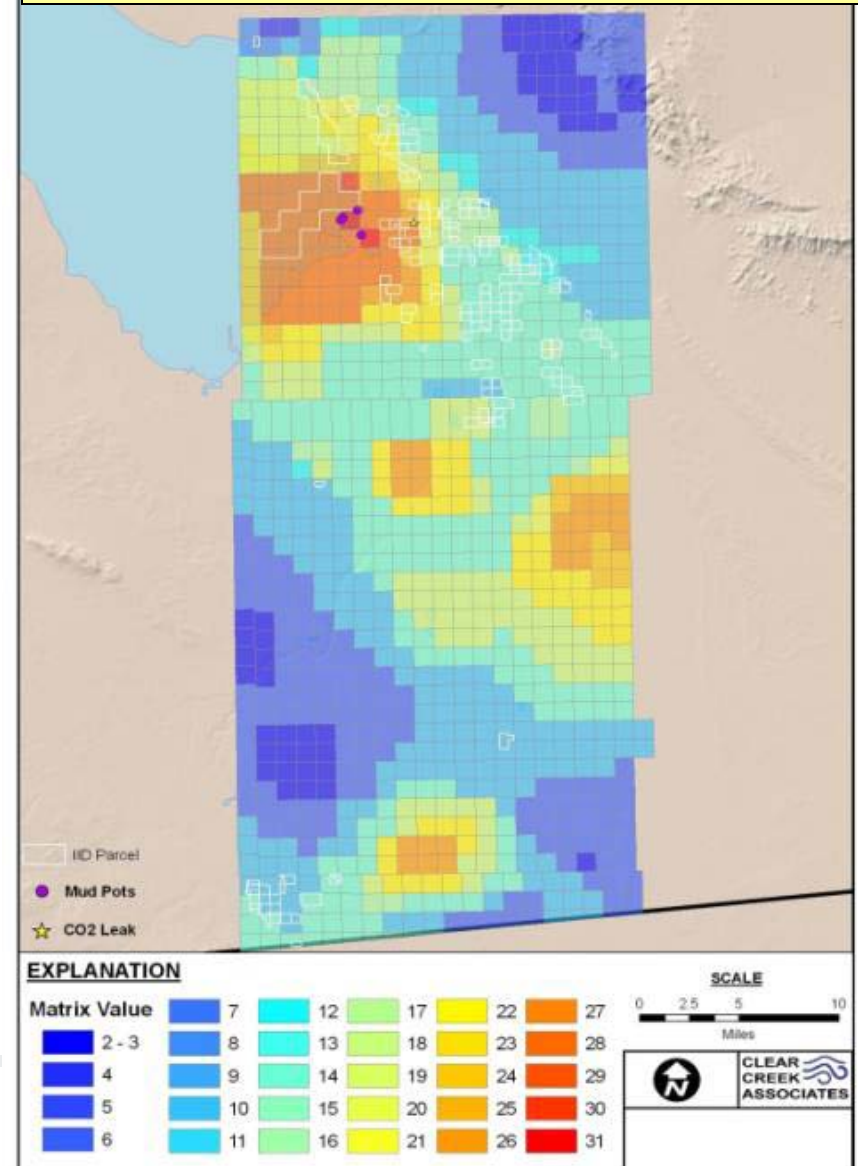 IID Parcel
Mud Pots
CO2 Leak
EXPLANATION
Matrix Value
2 - 3
4
5
6
7
8
9
10
11
12
13
14
15
16
17
18
19
20
21
22
23
24
25
26
27
28
29
30
31
SCALE
0 2.5 5 10
Miles
N
CLEAR
CREEK
ASSOCIATES